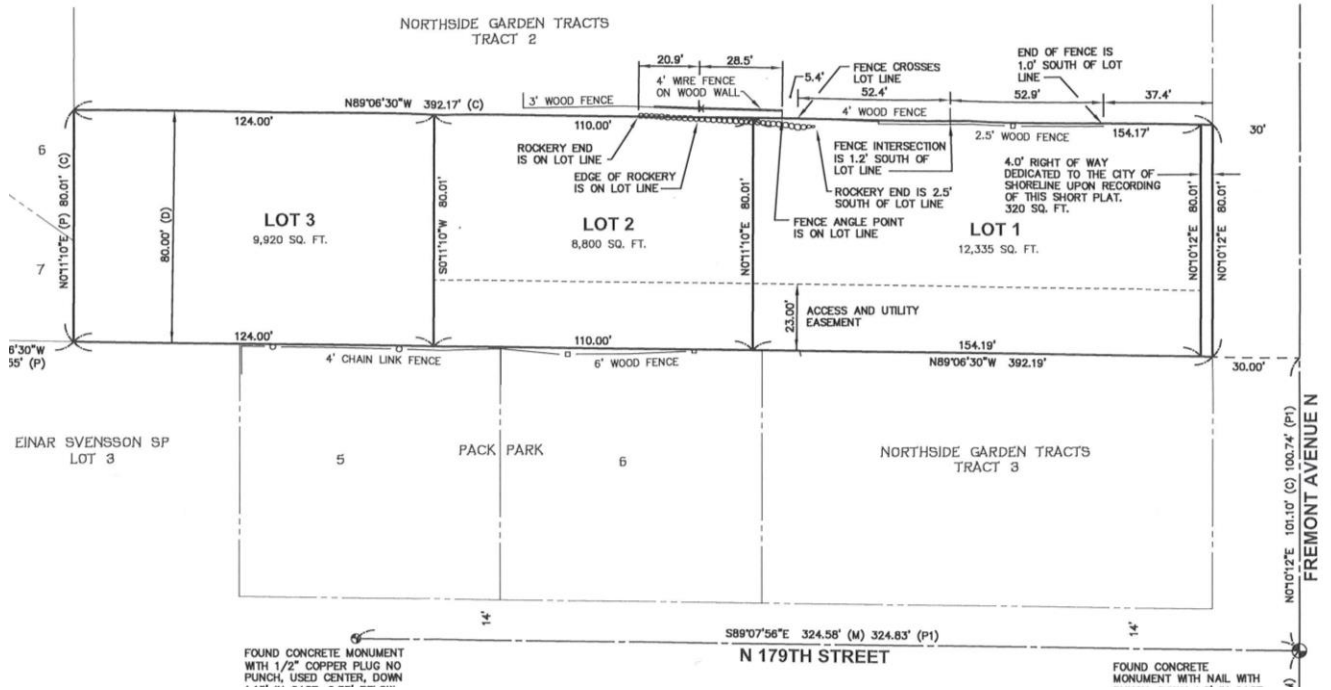 NORTHSIDE GARDEN TRACTS
TRACT 2
20.9'
28.5'
4' WIRE FENCE
ON WOOD WALL
5.4'
FENCE CROSSES
LOT LINE
52.4'
END OF FENCE IS
1.0' SOUTH OF LOT
LINE
52.9'
37.4'
N89°06'30"W 392.17' (C)
3' WOOD FENCE
4' WOOD FENCE
2.5' WOOD FENCE
124.00'
110.00'
154.17'
30'
6
7
N0°11'10"E (P) 80.01' (C)
80.00' (D)
ROCKERY END
IS ON LOT LINE
EDGE OF ROCKERY
IS ON LOT LINE
FENCE INTERSECTION
IS 1.2' SOUTH OF
LOT LINE
ROCKERY END IS 2.5'
SOUTH OF LOT LINE
FENCE ANGLE POINT
IS ON LOT LINE
4.0' RIGHT OF WAY
DEDICATED TO THE CITY OF
SHORELINE UPON RECORDING
OF THIS SHORT PLAT.
320 SQ. FT.
LOT 3
9,920 SQ. FT.
S0°11'10"W 80.01'
LOT 2
8,800 SQ. FT.
N0°11'10"E 80.01'
LOT 1
12,335 SQ. FT.
N0°10'12"E 80.01'
N0°10'12"E 80.01'
23.00'
ACCESS AND UTILITY
EASEMENT
6'30"W
(P)
124.00'
110.00'
154.19'
4' CHAIN LINK FENCE
6' WOOD FENCE
N89°06'30"W 392.19'
30.00'
EINAR SVENSSON SP
LOT 3
5
PACK PARK
6
NORTHSIDE GARDEN TRACTS
TRACT 3
N0°10'12"E 101.10' (C) 100.74' (P1)
FREMONT AVENUE N
14'
14'
S89°07'56"E 324.58' (M) 324.83' (P1)
N 179TH STREET
FOUND CONCRETE MONUMENT
WITH 1/2" COPPER PLUG NO
PUNCH, USED CENTER, DOWN
FOUND CONCRETE
MONUMENT WITH NAIL WITH